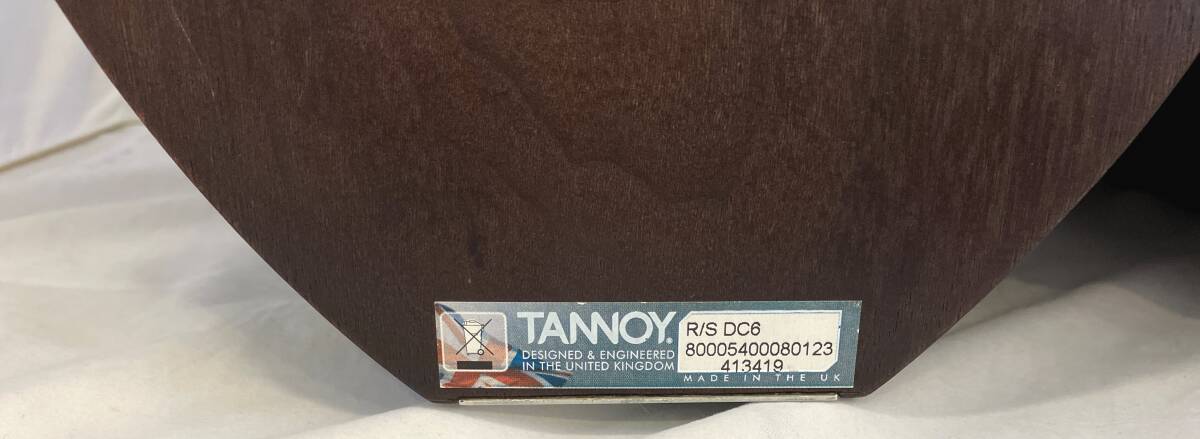 TANNOY.
DESIGNED & ENGINEERED
IN THE UNITED KINGDOM
R/S DC6
80005400080123
413419
MADE IN THE UK